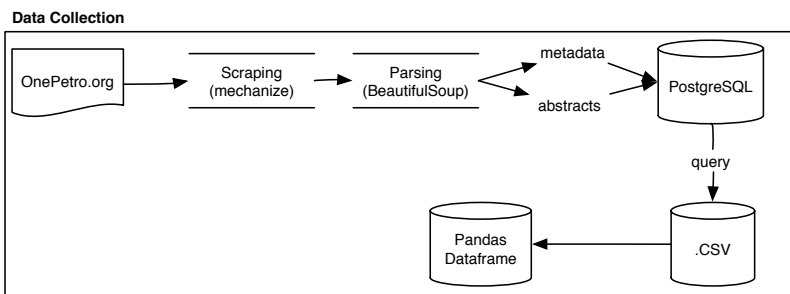 Data Collection
OnePetro.org
Scraping
(mechanize)
Parsing
(BeautifulSoup)
metadata
abstracts
PostgreSQL
query
Pandas
Dataframe
.CSV